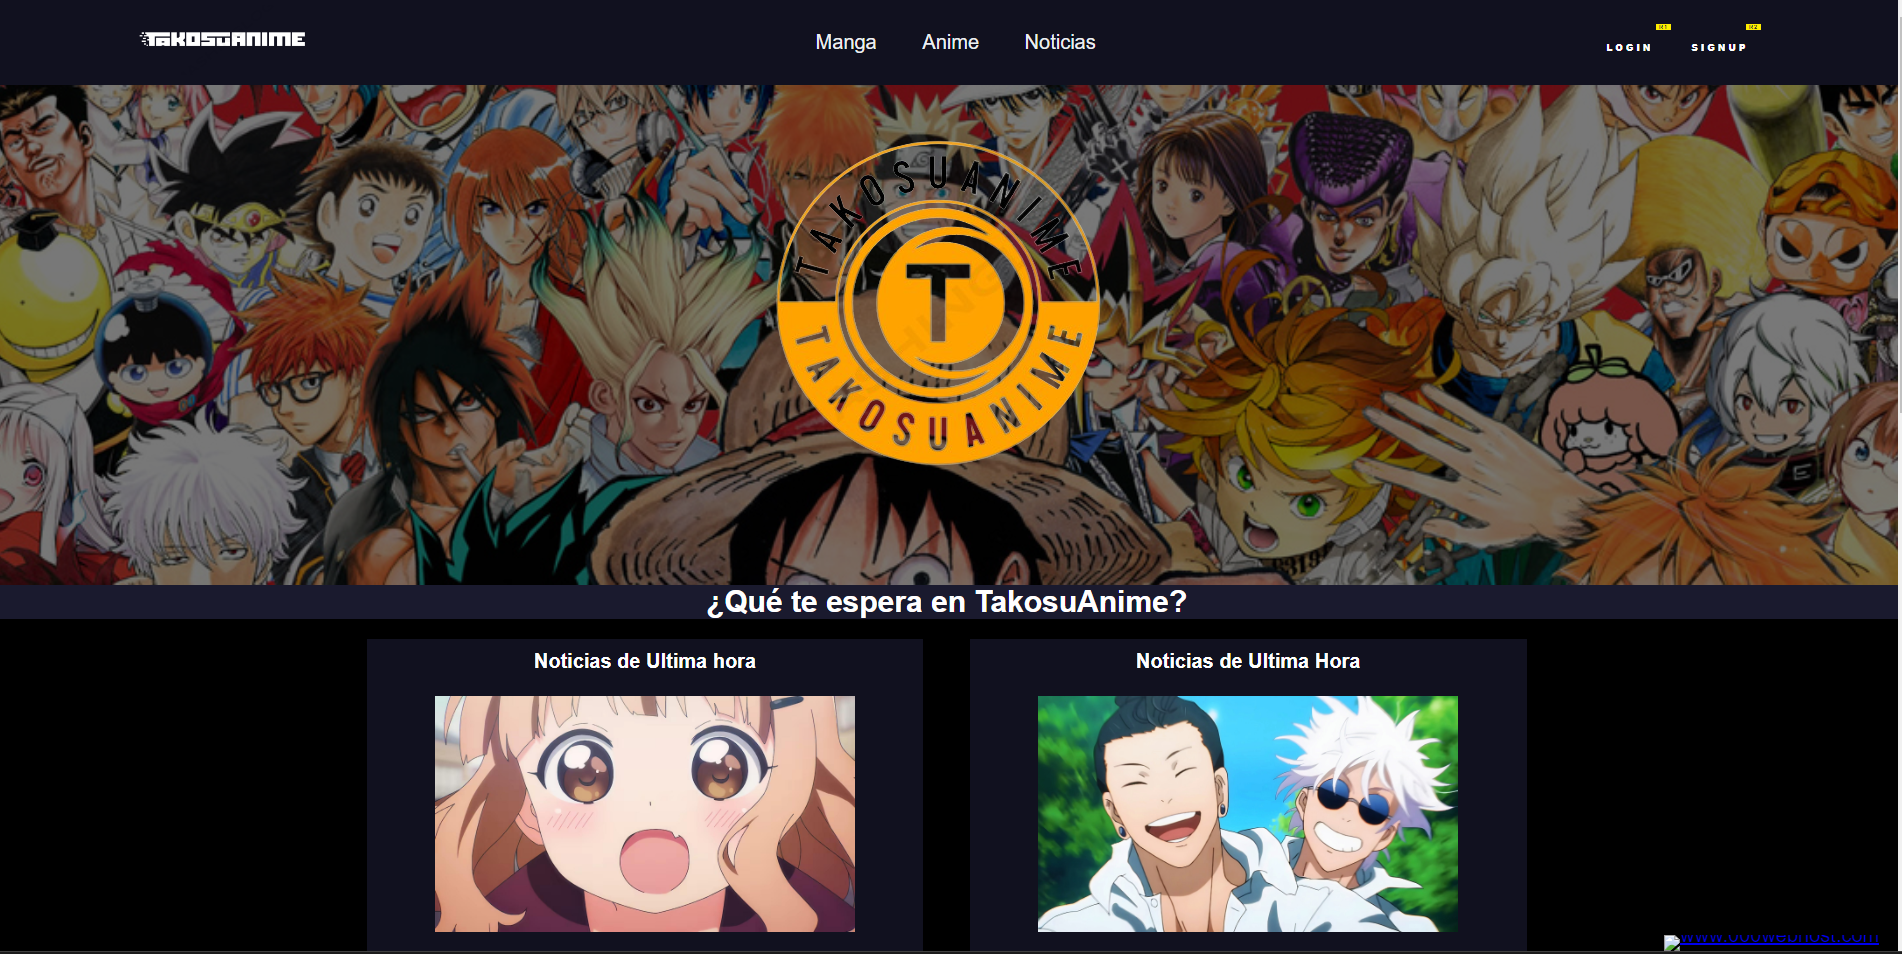 TAKOSUANIME
Manga
Anime
Noticias
LOGIN
SIGNUP
TAKOSUANIME
T
TAKOSUANIME
¿Qué te espera en TakosuAnime?
Noticias de Ultima hora
Noticias de Ultima Hora
www.000webhost.com